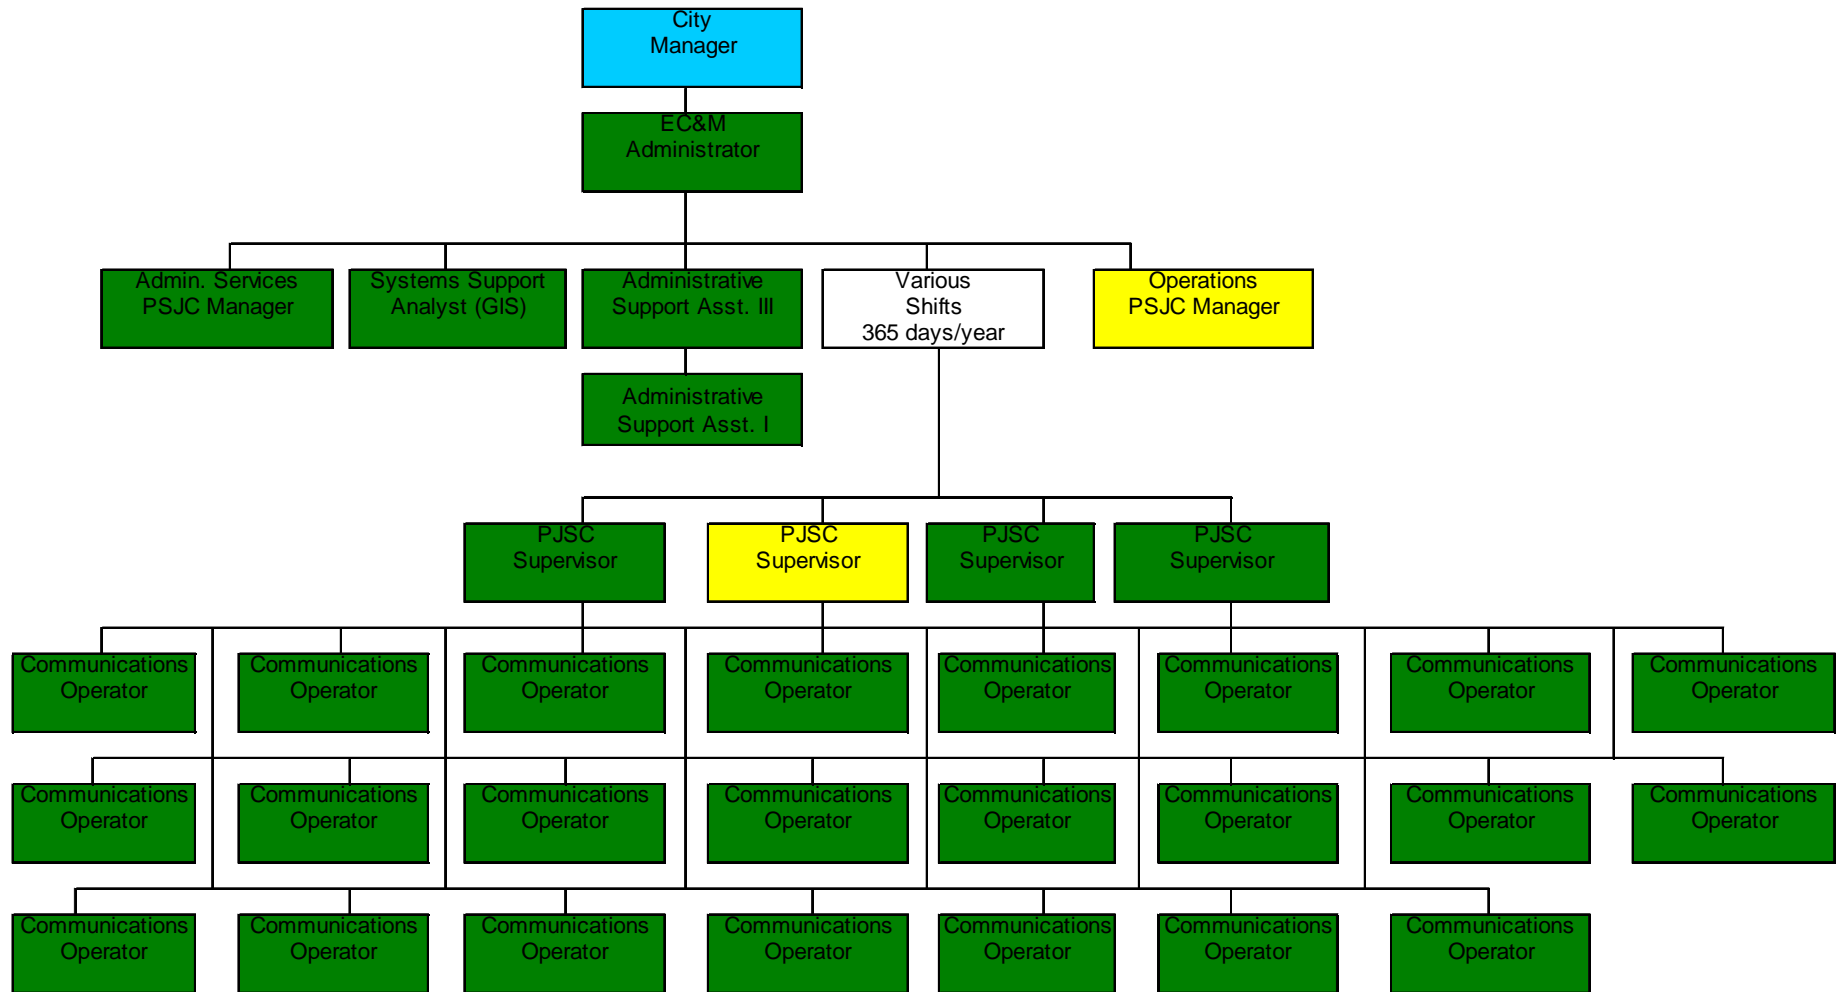 City
Manager
EC&M
Administrator
Admin. Services
PSJC Manager
Systems Support
Analyst (GIS)
Administrative
Support Asst. III
Various
Shifts
365 days/year
Operations
PSJC Manager
Administrative
Support Asst. I
PJSC
Supervisor
PJSC
Supervisor
PJSC
Supervisor
PJSC
Supervisor
Communications
Operator
Communications
Operator
Communications
Operator
Communications
Operator
Communications
Operator
Communications
Operator
Communications
Operator
Communications
Operator
Communications
Operator
Communications
Operator
Communications
Operator
Communications
Operator
Communications
Operator
Communications
Operator
Communications
Operator
Communications
Operator
Communications
Operator
Communications
Operator
Communications
Operator
Communications
Operator
Communications
Operator
Communications
Operator
Communications
Operator